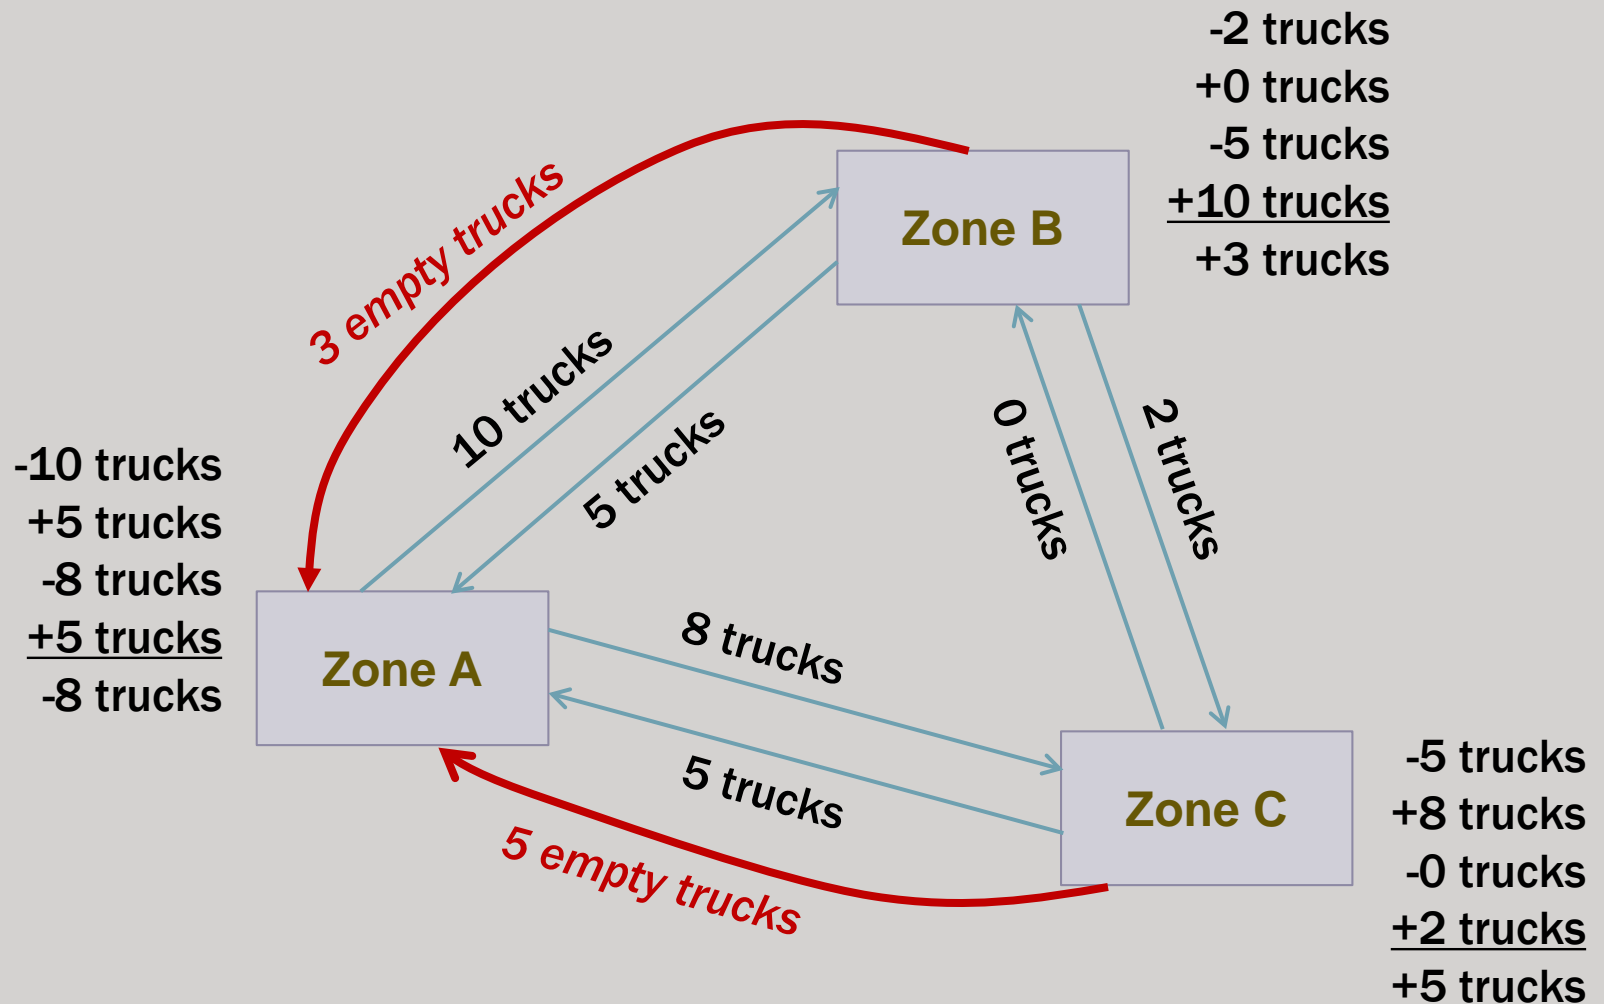 -2 trucks
+0 trucks
-5 trucks
+10 trucks
+3 trucks
Zone B
3 empty trucks
10 trucks
5 trucks
0 trucks
2 trucks
-10 trucks
+5 trucks
-8 trucks
+5 trucks
-8 trucks
Zone A
8 trucks
5 trucks
5 empty trucks
Zone C
-5 trucks
+8 trucks
-0 trucks
+2 trucks
+5 trucks